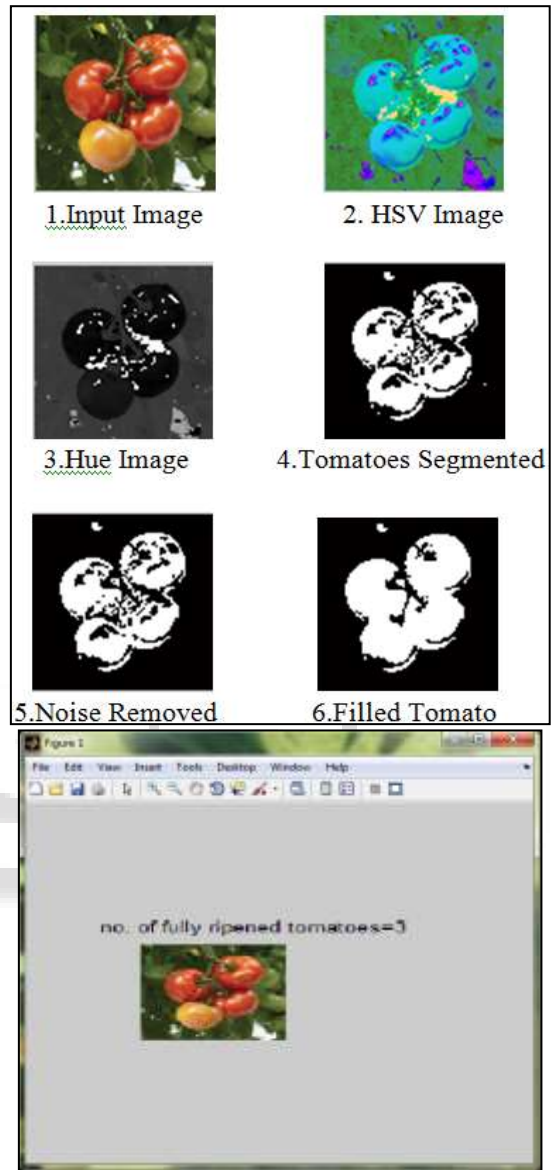 1.Input Image
2. HSV Image
3.Hue Image
4.Tomatoes Segmented
5.Noise Removed
6.Filled Tomato
Figure 1
File Edit View Insert Tools Desktop Window Help
no. of fully ripened tomatoes=3